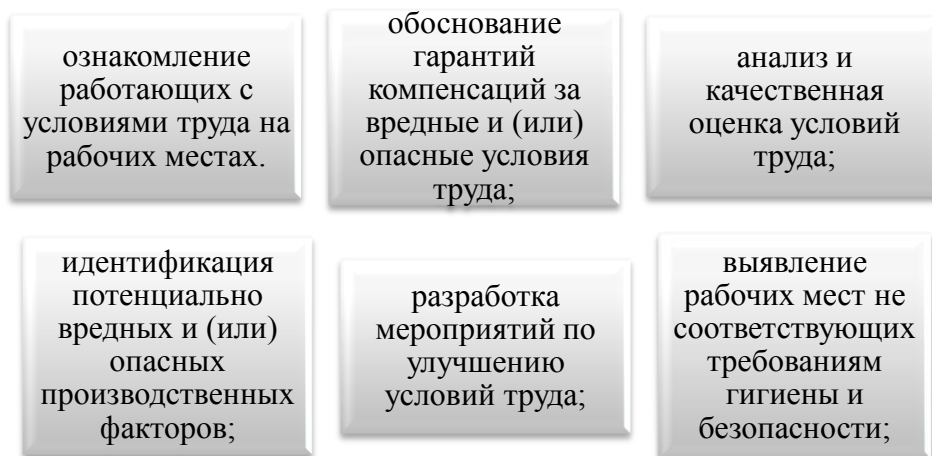 ознакомление
работающих с
условиями труда на
рабочих местах.
обоснование
гарантий
компенсаций за
вредные и (или)
опасные условия
труда;
анализ и
качественная
оценка условий
труда;
идентификация
потенциально
вредных и (или)
опасных
производственных
факторов;
разработка
мероприятий по
улучшению
условий труда;
выявление
рабочих мест не
соответствующих
требованиям
гигиены и
безопасности;